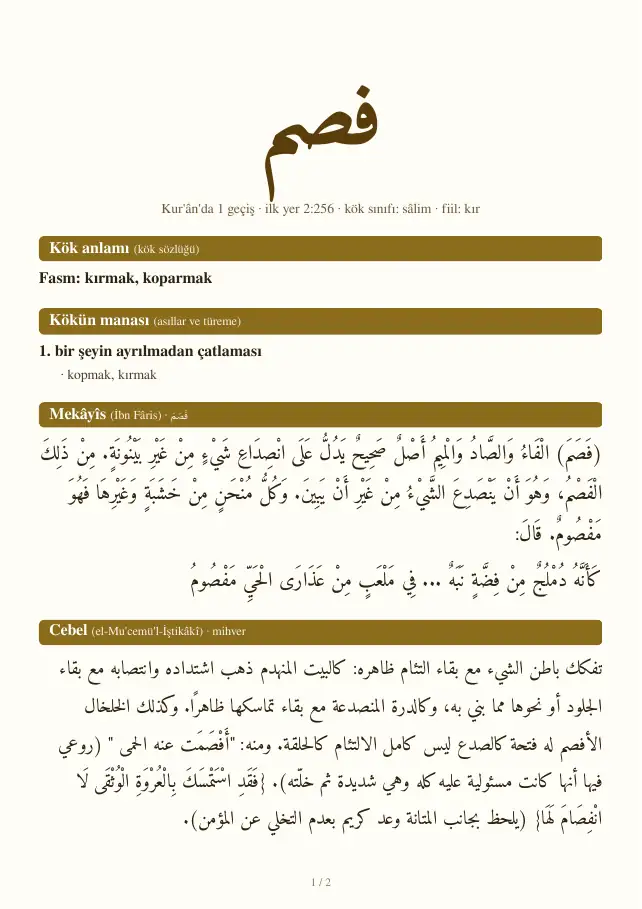 فصم
Kur'ân'da 1 geçiş · ilk yer 2:256 · kök sınıfı: sâlim · fiil: kır
Kök anlamı (kök sözlüğü)
Fasm: kırmak, koparmak
Kökün manası (asıllar ve türeme)
1. bir şeyin ayrılmadan çatlaması
· kopmak, kırmak
Mekâyîs (İbn Fâris) · فَصَمَ
(فَصَمَ) الْفَاءُ وَالصَّادُ وَالْمِيمُ أَصْلٌ صَحِيحٌ يَدُلُّ عَلَى انْصِدَاعِ شَيْءٍ مِنْ غَيْرِ بَيْنُونَةٍ. مِنْ ذَلِكَ
الْفَصْمُ، وَهُوَ أَنْ يَنْصَدِعَ الشَّيْءُ مِنْ غَيْرِ أَنْ يَبِينَ. وَكُلُّ مُنْحَنٍ مِنْ خَشَبَةٍ وَغَيْرِهَا فَهُوَ
مَفْصُومٌ. قَالَ:
كَأَنَّهُ دُمْلُجٌ مِنْ فِضَّةٍ نَبَهٌ ... فِي مَلْعَبٍ مِنْ عَذَارَى الْحَيِّ مَفْصُومُ
Cebel (el-Mu'cemü'l-İştikâkî) · mihver
تفكك باطن الشيء مع بقاء التئام ظاهره: كالبيت المنهدم ذهب اشتداده وانتصابه مع بقاء
الجلود أو نحوها مما بني به، وكالدرة المنصدعة مع بقاء تماسكها ظاهرًا. وكذلك الخلخال
الأفصم له فتحة كالصدع ليس كامل الالتئام كالحلقة. ومنه: "أَفْصَمَت عنه الحمى " (روعي
فيها أنها كانت مسئولية عليه كله وهي شديدة ثم خلّته). {فَقَدِ اسْتَمْسَكَ بِالْعُرْوَةِ الْوُثْقَى لَا
انْفِصَامَ لَهَا} (يلحظ بجانب المتانة وعد كريم بعدم التخلي عن المؤمن).
1 / 2